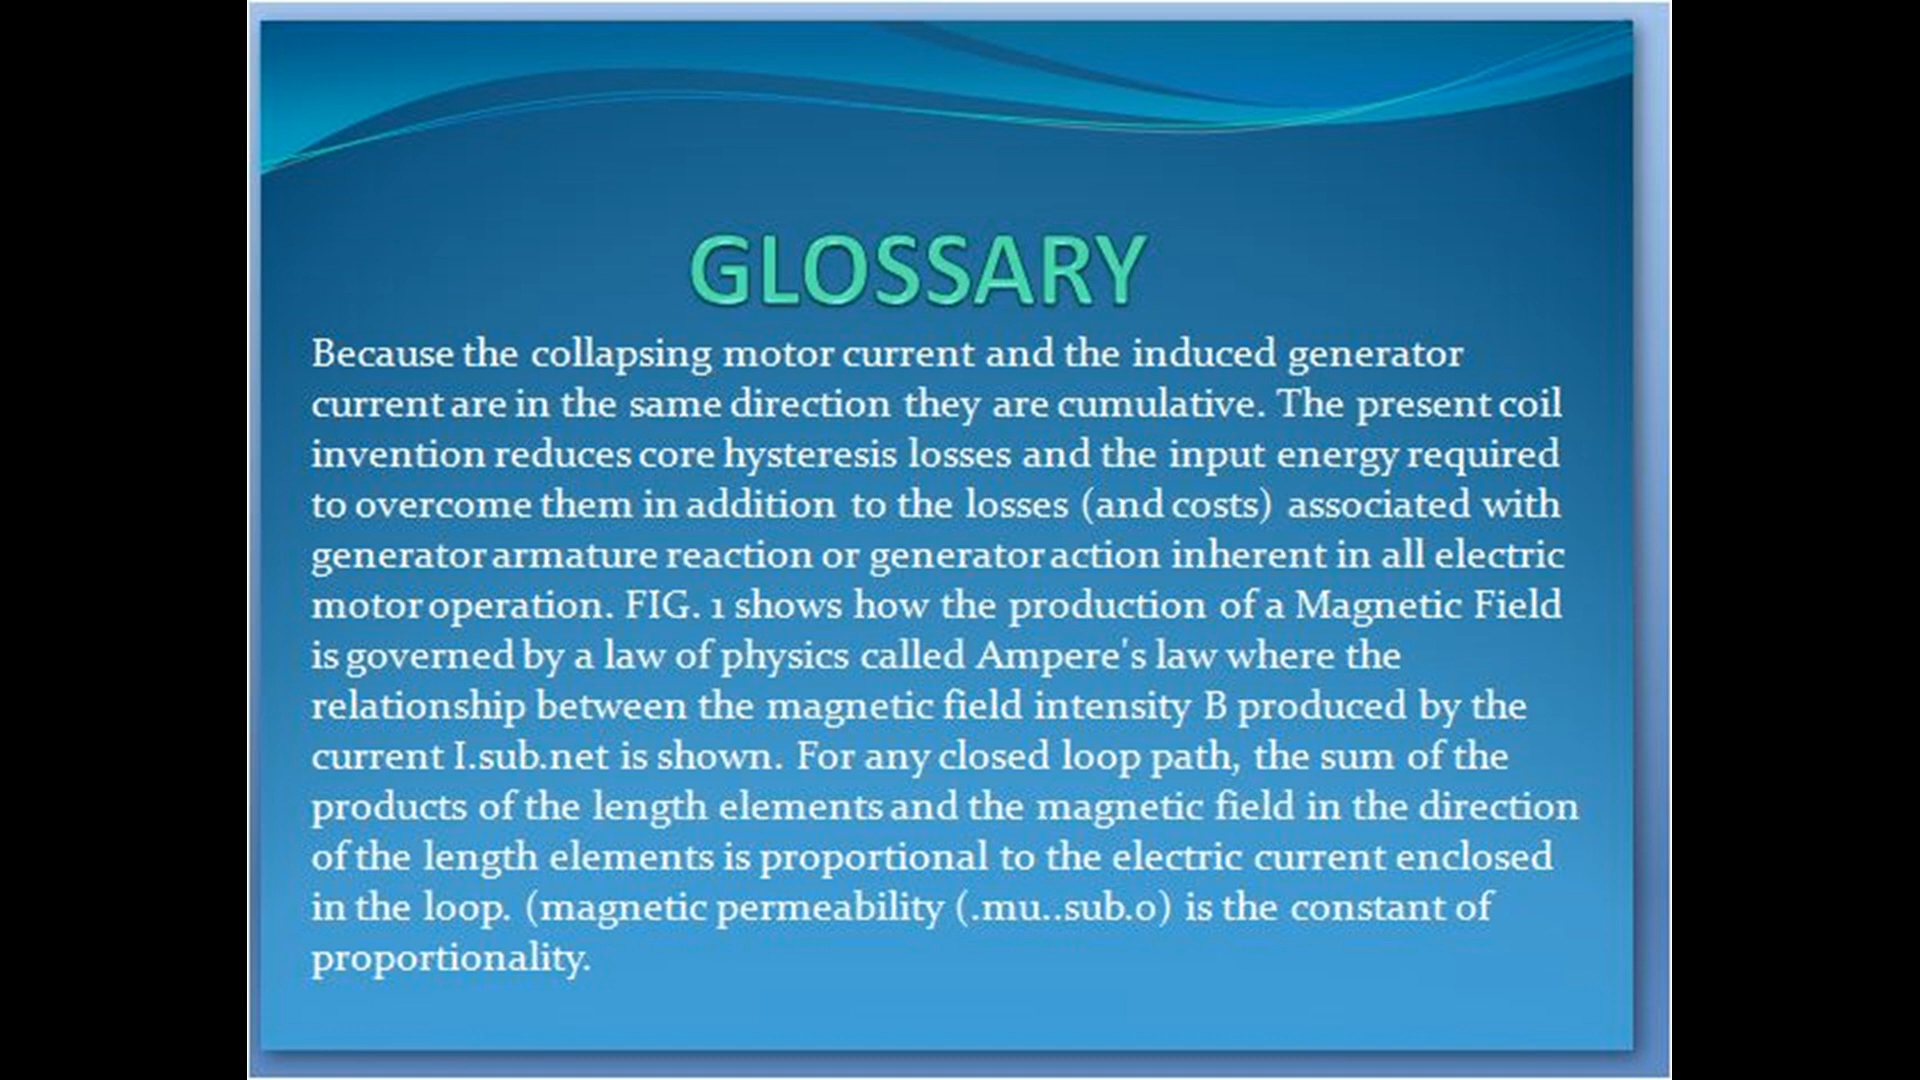 GLOSSARY
Because the collapsing motor current and the induced generator
current are in the same direction they are cumulative. The present coil
invention reduces core hysteresis losses and the input energy required
to overcome them in addition to the losses (and costs) associated with
generator armature reaction or generator action inherent in all electric
motor operation. FIG. 1 shows how the production of a Magnetic Field
is governed by a law of physics called Ampere's law where the
relationship between the magnetic field intensity B produced by the
current I.sub.net is shown. For any closed loop path, the sum of the
products of the length elements and the magnetic field in the direction
of the length elements is proportional to the electric current enclosed
in the loop. (magnetic permeability (.mu..sub.0) is the constant of
proportionality.